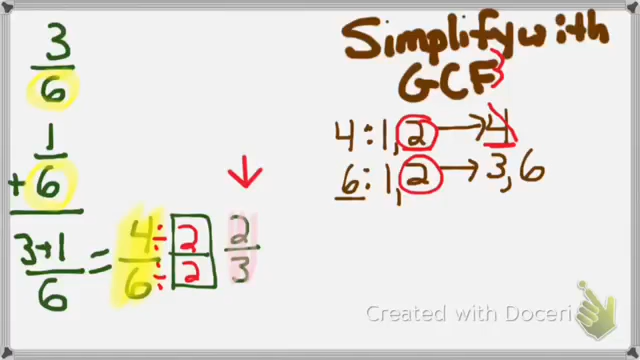 3
6
1
+ 6
3+1 = 4 ÷ 2 2
6 6 ÷ 2 3
Simplify with
GCF
3
4 : 1, 2 → 4
6 : 1, 2 → 3, 6
Created with Doceri